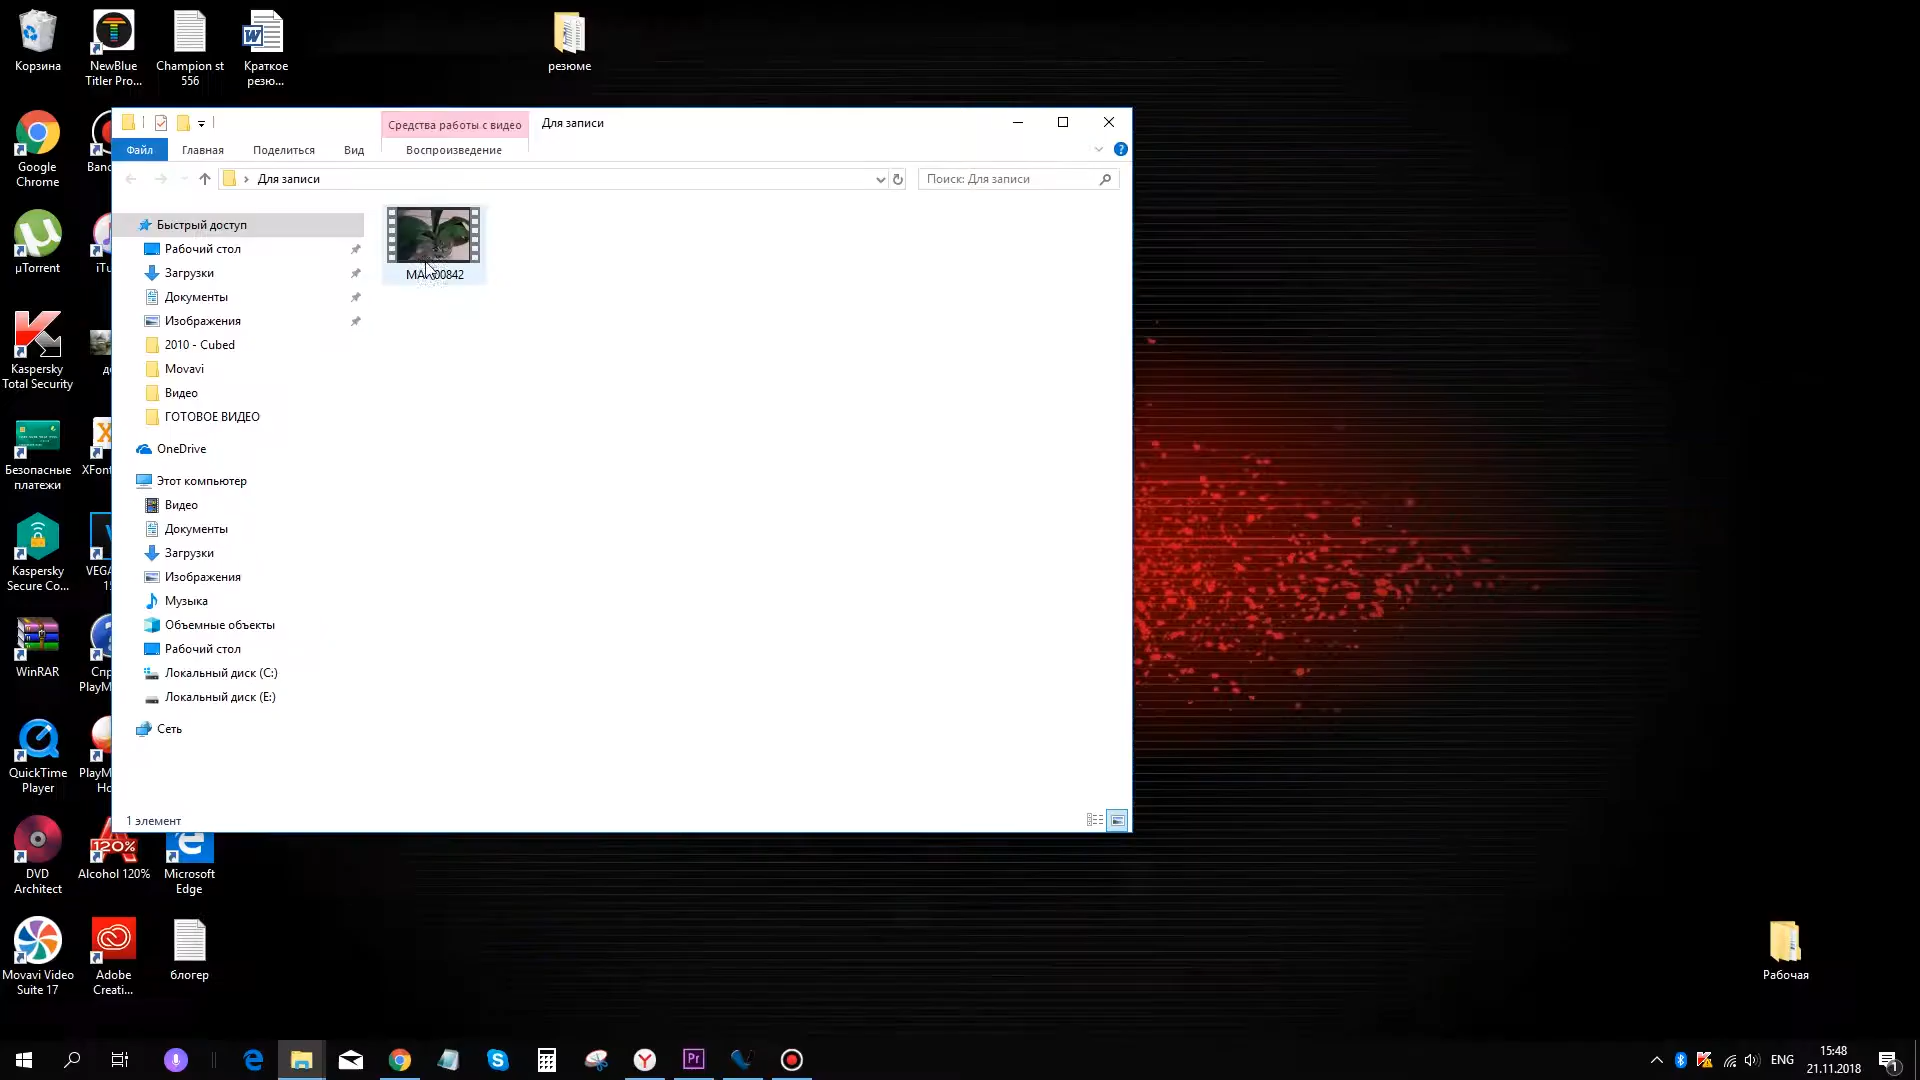 Корзина
NewBlue
Titler Pro...
Champion st
556
Краткое
резю...
резюме
Google
Chrome
µTorrent
Kaspersky
Total Security
Безопасные
платежи
Kaspersky
Secure Co...
WinRAR
QuickTime
Player
DVD
Architect
Alcohol 120%
120%
Microsoft
Edge
Movavi Video
Suite 17
Adobe
Creati...
блогер
Средства работы с видео
Для записи
Файл
Главная
Поделиться
Вид
Воспроизведение
Для записи
Поиск: Для записи
Быстрый доступ
Рабочий стол
Загрузки
Документы
Изображения
2010 - Cubed
Movavi
Видео
ГОТОВОЕ ВИДЕО
OneDrive
Этот компьютер
Видео
Документы
Загрузки
Изображения
Музыка
Объемные объекты
Рабочий стол
Локальный диск (C:)
Локальный диск (E:)
Сеть
1 элемент
Рабочая
Pr
ENG
15:48
21.11.2018
1